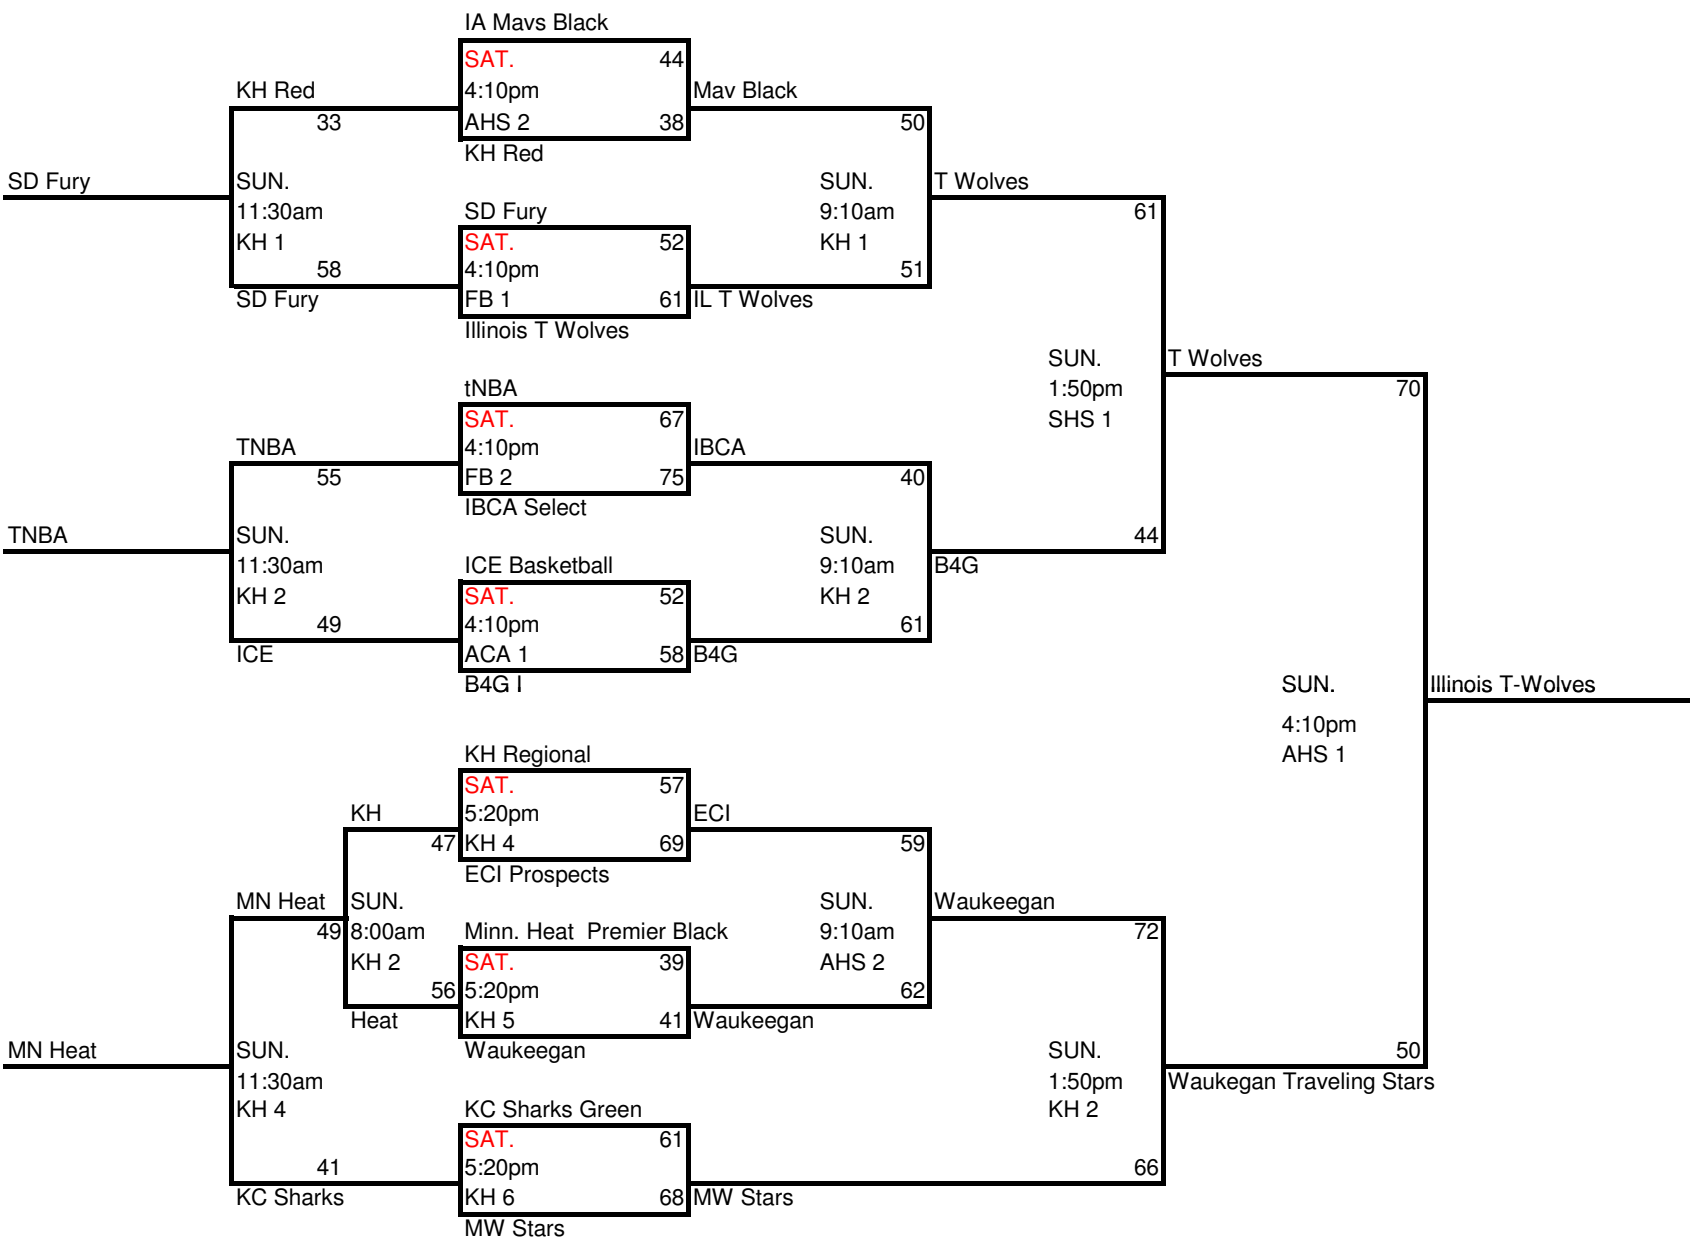 IA Mavs Black
SAT. 44
KH Red 4:10pm Mav Black
33 AHS 2 38 50
KH Red
SD Fury SUN. SUN. T Wolves
11:30am SD Fury 9:10am 61
KH 1 SAT. 52 KH 1
58 4:10pm 51
SD Fury FB 1 61 IL T Wolves
Illinois T Wolves
SUN. T Wolves
tNBA 1:50pm 70
SAT. 67 SHS 1
TNBA 4:10pm IBCA
55 FB 2 75 40
IBCA Select
TNBA SUN. SUN. 44
11:30am ICE Basketball 9:10am B4G
KH 2 SAT. 52 KH 2
49 4:10pm 61
ICE ACA 1 58 B4G
B4G I SUN. Illinois T-Wolves
4:10pm
KH Regional AHS 1
SAT. 57
KH 5:20pm ECI
47 KH 4 69 59
ECI Prospects
MN Heat SUN. SUN. Waukeegan
49 8:00am Minn. Heat  Premier Black 9:10am 72
KH 2 SAT. 39 AHS 2
56 5:20pm 62
Heat KH 5 41 Waukeegan
MN Heat SUN. Waukeegan SUN. 50
11:30am 1:50pm Waukegan Traveling Stars
KH 4 KC Sharks Green KH 2
SAT. 61
41 5:20pm 66
KC Sharks KH 6 68 MW Stars
MW Stars